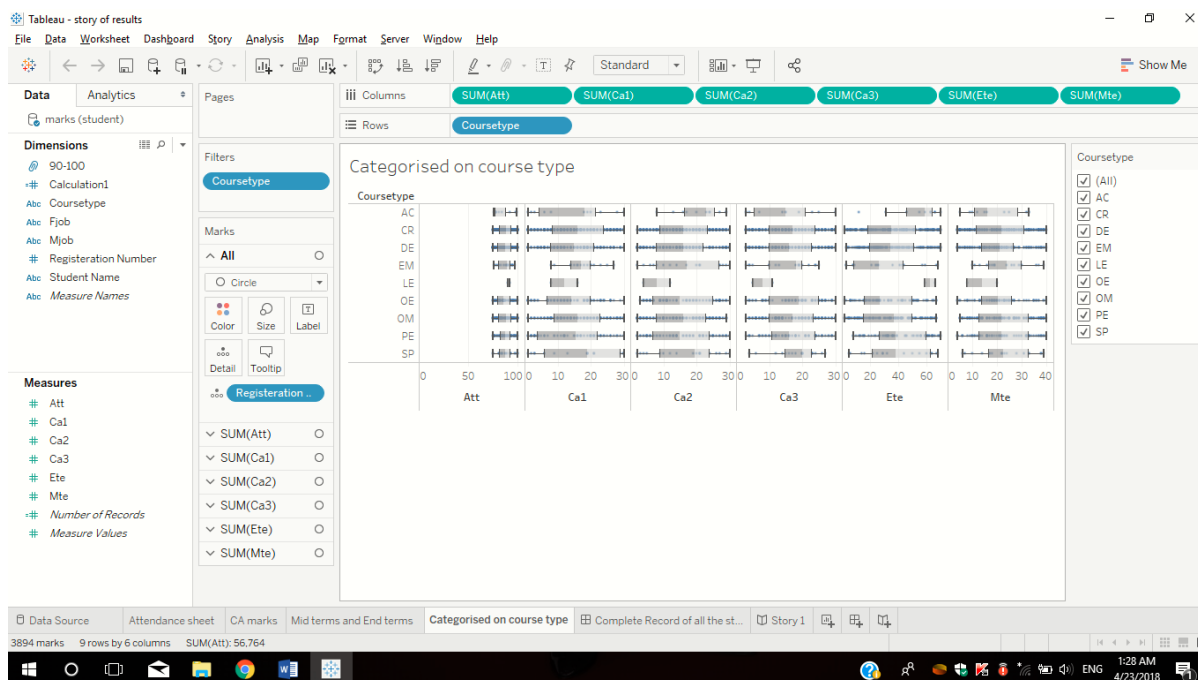 Tableau - story of results
File Data Worksheet Dashboard Story Analysis Map Format Server Window Help
Standard
Show Me
Data Analytics
marks (student)
Dimensions
90-100
Calculation1
Abc Coursetype
Abc Fjob
Abc Mjob
# Registeration Number
Abc Student Name
Abc Measure Names
Measures
# Att
# Ca1
# Ca2
# Ca3
# Ete
# Mte
Number of Records
# Measure Values
Pages
Filters
Coursetype
Marks
All
Circle
Color Size Label
Detail Tooltip
Registeration ..
SUM(Att)
SUM(Ca1)
SUM(Ca2)
SUM(Ca3)
SUM(Ete)
SUM(Mte)
Columns SUM(Att) SUM(Ca1) SUM(Ca2) SUM(Ca3) SUM(Ete) SUM(Mte)
Rows Coursetype
Categorised on course type
Coursetype
AC
CR
DE
EM
LE
OE
OM
PE
SP
0 50 100 0 10 20 30 0 10 20 30 0 10 20 30 0 20 40 60 0 10 20 30 40
Att Ca1 Ca2 Ca3 Ete Mte
Coursetype
(All)
AC
CR
DE
EM
LE
OE
OM
PE
SP
Data Source Attendance sheet CA marks Mid terms and End terms Categorised on course type Complete Record of all the st... Story 1
3894 marks 9 rows by 6 columns SUM(Att): 56,764
ENG 1:28 AM
4/23/2018